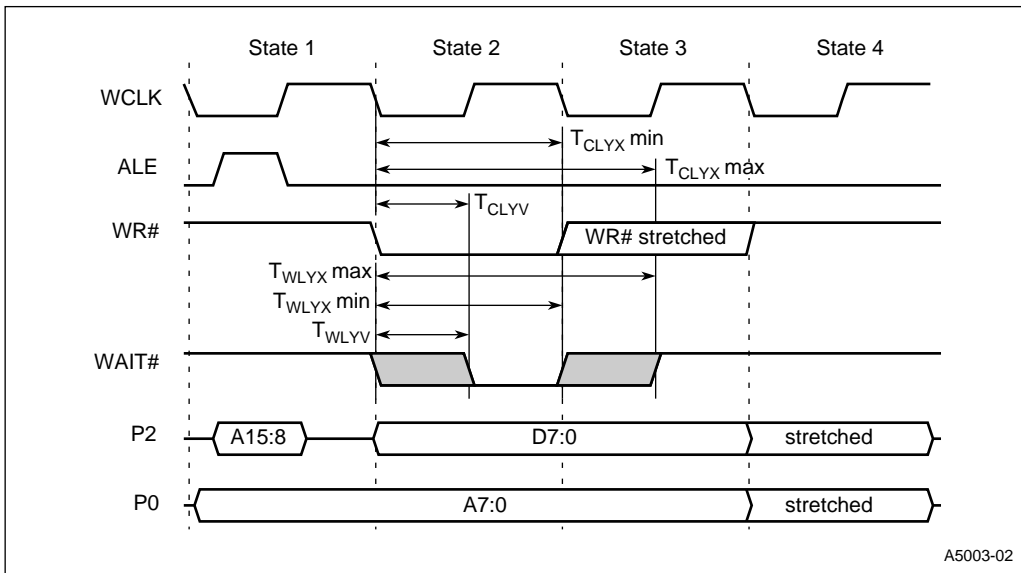 State 1 State 2 State 3 State 4
WCLK
T_CLYX min
ALE T_CLYX max
T_CLYV
WR# WR# stretched
T_WLYX max
T_WLYX min
T_WLYV
WAIT#
P2 A15:8 D7:0 stretched
P0 A7:0 stretched
A5003-02